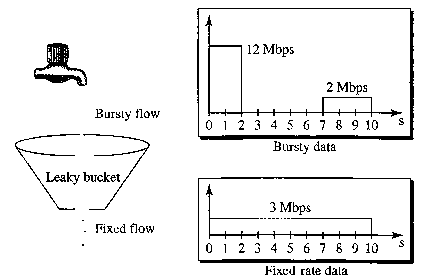 12 Mbps
2 Mbps
0 1 2 3 4 5 6 7 8 9 10 s
Bursty data
Bursty flow
Leaky bucket
Fixed flow
3 Mbps
0 1 2 3 4 5 6 7 8 9 10 s
Fixed rate data